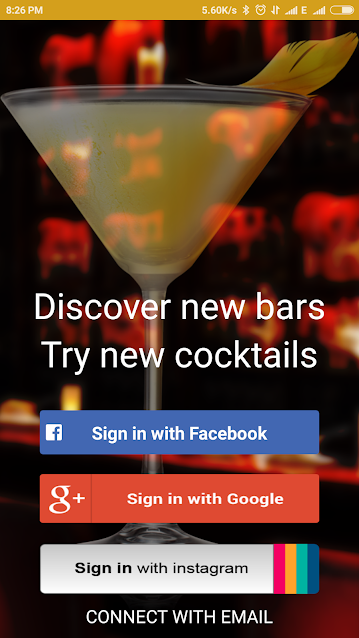 8:26 PM 5.60K/s E
Discover new bars
Try new cocktails
f Sign in with Facebook
g+ Sign in with Google
Sign in with instagram
CONNECT WITH EMAIL